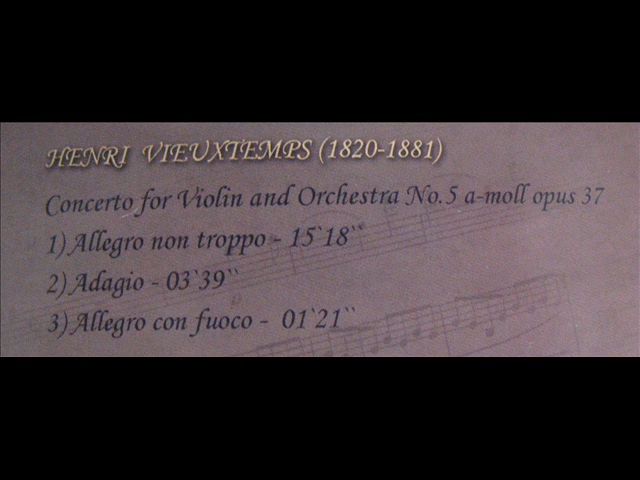 HENRI VIEUXTEMPS (1820-1881)
Concerto for Violin and Orchestra No.5 a-moll opus 37
1) Allegro non troppo - 15`18``
2) Adagio - 03`39``
3) Allegro con fuoco - 01`21``